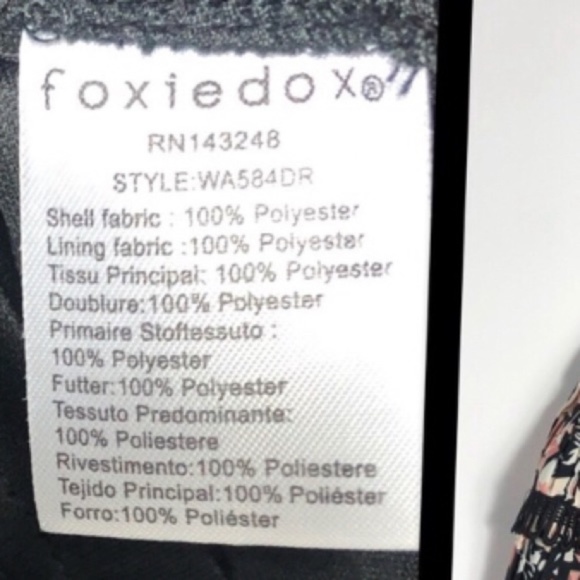 foxiedox®
RN143248
STYLE:WA584DR
Shell fabric : 100% Polyester
Lining fabric :100% Polyester
Tissu Principal: 100% Polyester
Doublure:100% Polyester
Primaire Stoftessuto :
100% Polyester
Futter:100% Polyester
Tessuto Predominante:
100% Poliestere
Rivestimento:100% Poliestere
Tejido Principal:100% Poliéster
Forro:100% Poliéster